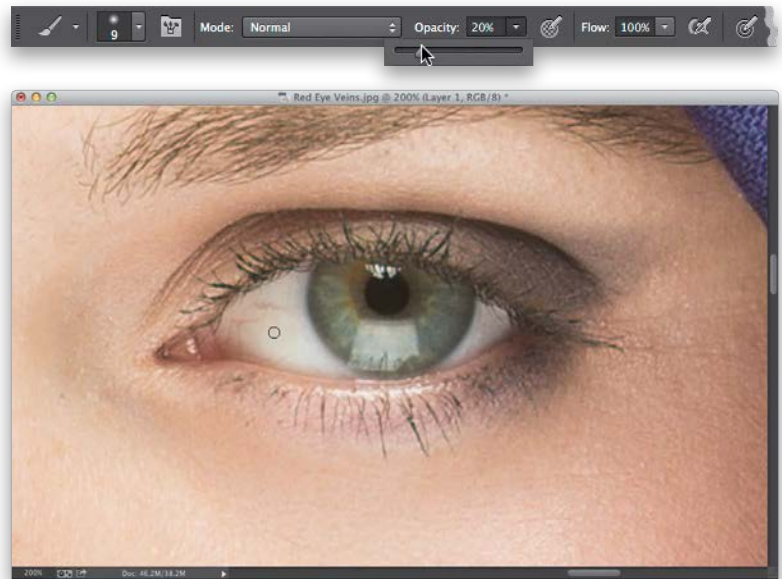 9 Mode: Normal Opacity: 20% Flow: 100%
Red Eye Veins.jpg @ 200% (Layer 1, RGB/8) *
200% Doc: 46.2M/38.2M